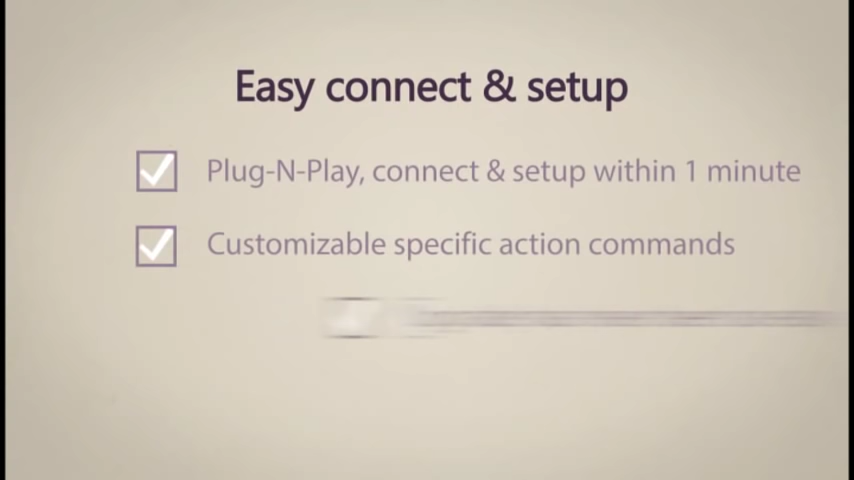 Easy connect & setup
Plug-N-Play, connect & setup within 1 minute
Customizable specific action commands